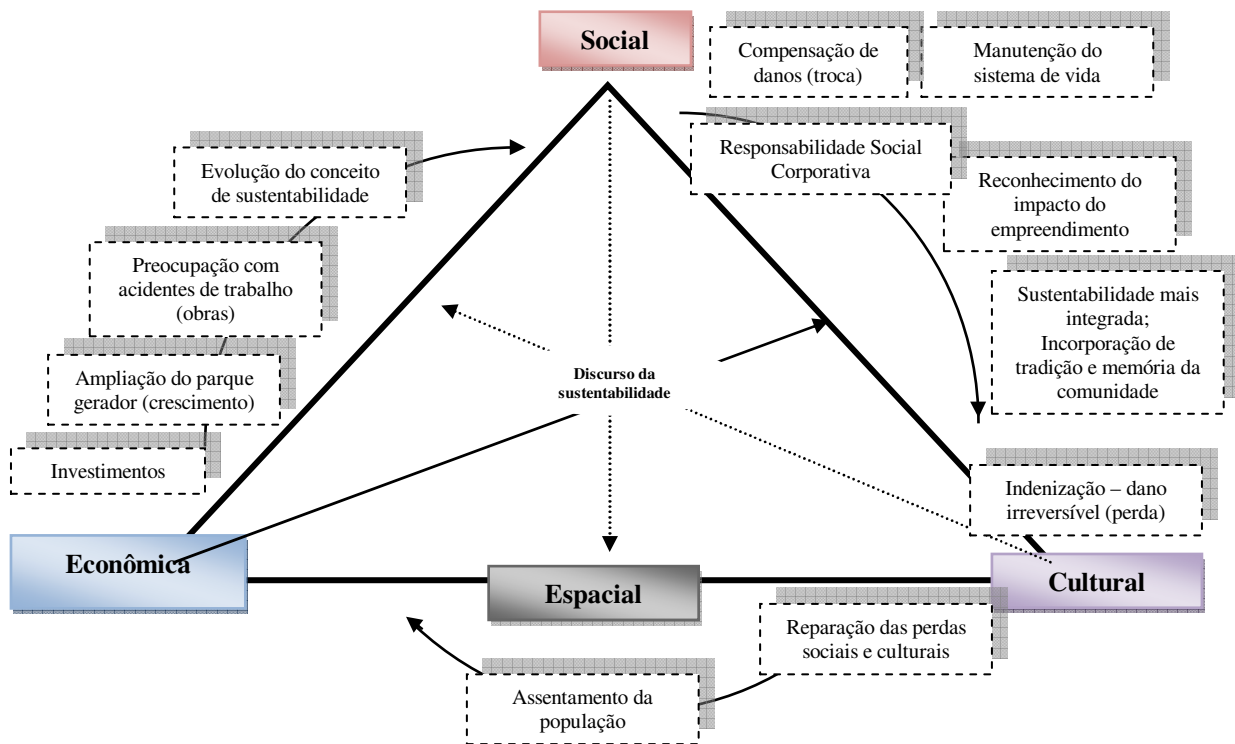 Social
Compensação de
danos (troca)
Manutenção do
sistema de vida
Responsabilidade Social
Corporativa
Evolução do conceito
de sustentabilidade
Reconhecimento do
impacto do
empreendimento
Preocupação com
acidentes de trabalho
(obras)
Sustentabilidade mais
integrada;
Incorporação de
tradição e memória da
comunidade
Ampliação do parque
gerador (crescimento)
Discurso da
sustentabilidade
Investimentos
Indenização – dano
irreversível (perda)
Econômica
Espacial
Cultural
Reparação das perdas
sociais e culturais
Assentamento da
população